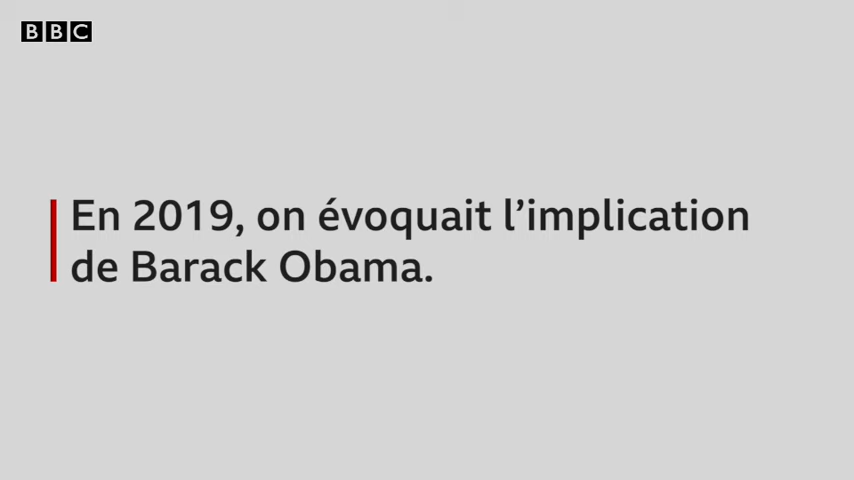 BBC
En 2019, on évoquait l’implication
de Barack Obama.